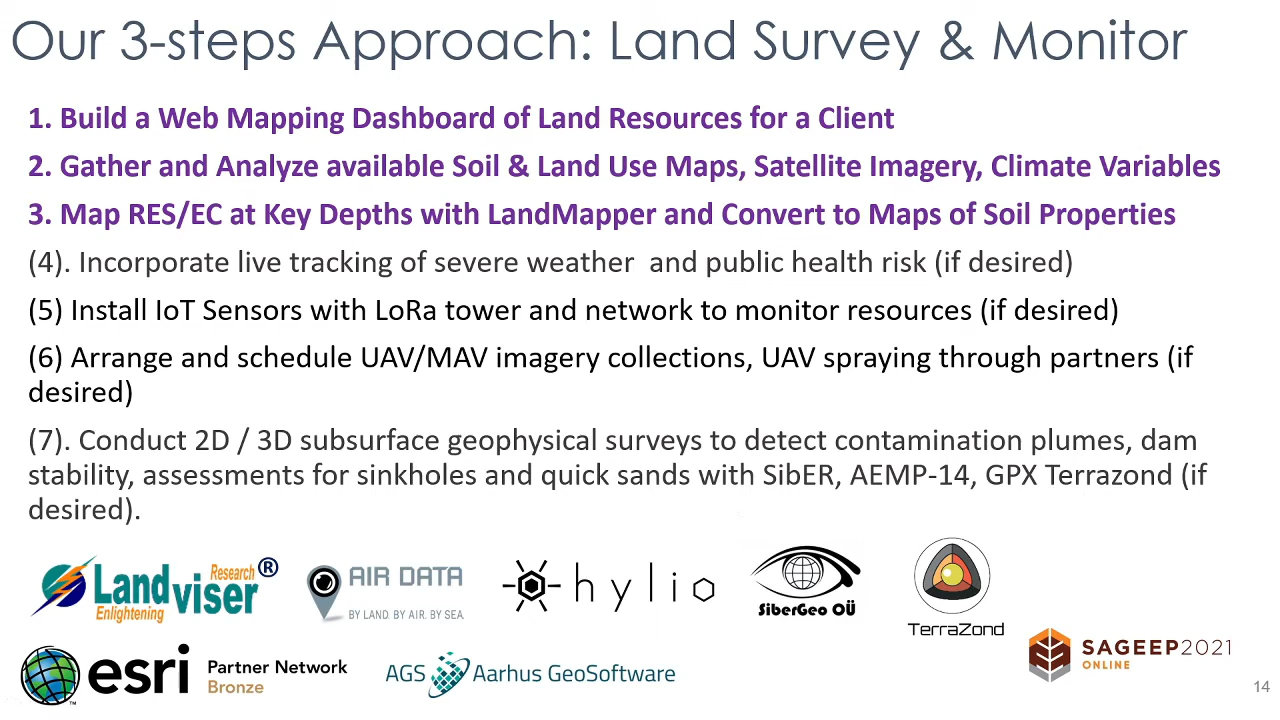 Our 3-steps Approach: Land Survey & Monitor
1. Build a Web Mapping Dashboard of Land Resources for a Client
2. Gather and Analyze available Soil & Land Use Maps, Satellite Imagery, Climate Variables
3. Map RES/EC at Key Depths with LandMapper and Convert to Maps of Soil Properties
(4). Incorporate live tracking of severe weather  and public health risk (if desired)
(5) Install IoT Sensors with LoRa tower and network to monitor resources (if desired)
(6) Arrange and schedule UAV/MAV imagery collections, UAV spraying through partners (if
desired)
(7). Conduct 2D / 3D subsurface geophysical surveys to detect contamination plumes, dam
stability, assessments for sinkholes and quick sands with SibER, AEMP-14, GPX Terrazond (if
desired).
Research ®
Landviser
Enlightening
AIR DATA
BY LAND. BY AIR. BY SEA.
hylio
SiberGeo OÜ
TerraZond
esri™ Partner Network
Bronze
AGS Aarhus GeoSoftware
SAGEEP2021
ONLINE
14